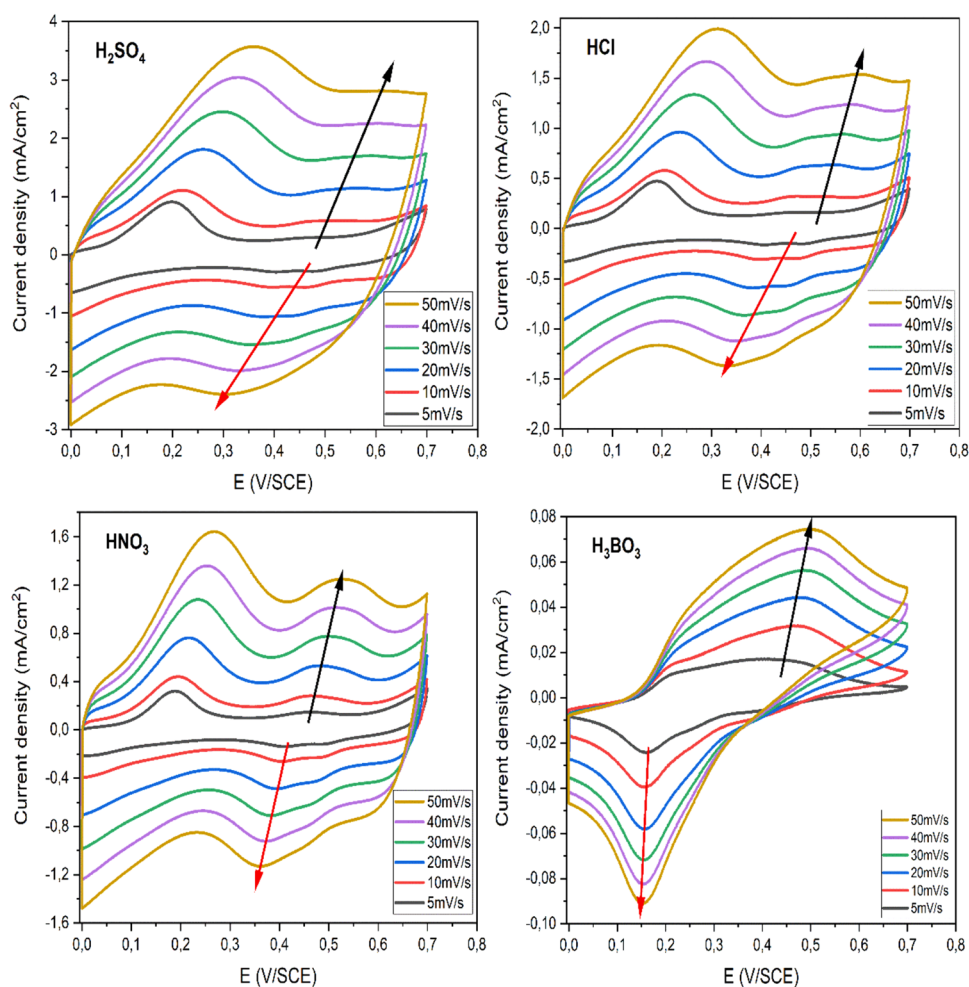 H₂SO₄
Current density (mA/cm²)
4
3
2
1
0
-1
-2
-3
50mV/s
40mV/s
30mV/s
20mV/s
10mV/s
5mV/s
0,0 0,1 0,2 0,3 0,4 0,5 0,6 0,7 0,8
E (V/SCE)
HCl
Current density (mA/cm²)
2,0
1,5
1,0
0,5
0,0
-0,5
-1,0
-1,5
-2,0
50mV/s
40mV/s
30mV/s
20mV/s
10mV/s
5mV/s
0,0 0,1 0,2 0,3 0,4 0,5 0,6 0,7 0,8
E (V/SCE)
HNO₃
Current density (mA/cm²)
1,6
1,2
0,8
0,4
0,0
-0,4
-0,8
-1,2
-1,6
50mV/s
40mV/s
30mV/s
20mV/s
10mV/s
5mV/s
0,0 0,1 0,2 0,3 0,4 0,5 0,6 0,7 0,8
E (V/SCE)
H₃BO₃
Current density (mA/cm²)
0.08
0.06
0.04
0.02
0.00
-0.02
-0.04
-0.06
-0.08
-0.10
50mV/s
40mV/s
30mV/s
20mV/s
10mV/s
5mV/s
0,0 0,1 0,2 0,3 0,4 0,5 0,6 0,7 0,8
E (V/SCE)